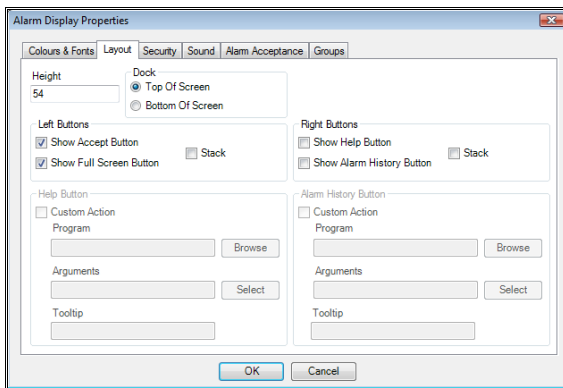 Alarm Display Properties
Colours & Fonts Layout Security Sound Alarm Acceptance Groups
Height
54
Dock
Top Of Screen
Bottom Of Screen
Left Buttons
Show Accept Button
Show Full Screen Button
Stack
Right Buttons
Show Help Button
Show Alarm History Button
Stack
Help Button
Custom Action
Program
Browse
Arguments
Select
Tooltip
Alarm History Button
Custom Action
Program
Browse
Arguments
Select
Tooltip
OK Cancel